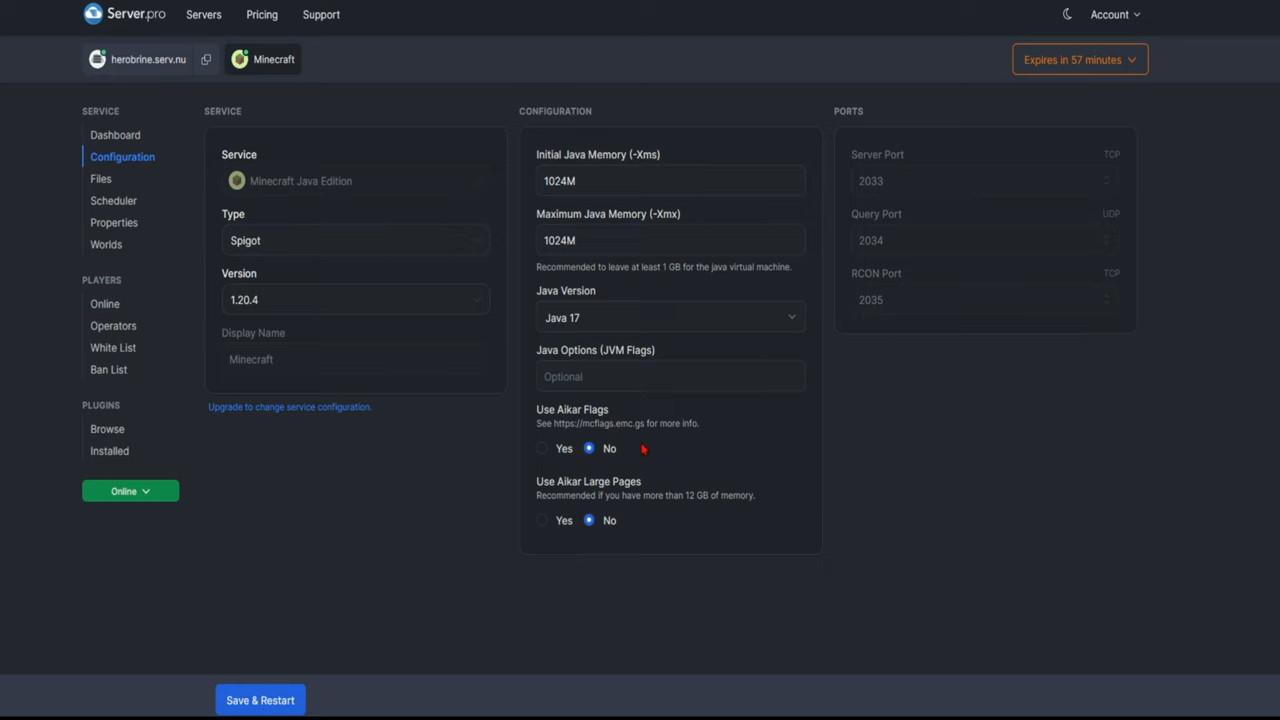 Server.pro
Servers
Pricing
Support
Account
herobrine.serv.nu
Minecraft
Expires in 57 minutes
SERVICE
Dashboard
Configuration
Files
Scheduler
Properties
Worlds
PLAYERS
Online
Operators
White List
Ban List
PLUGINS
Browse
Installed
Online
SERVICE
Service
Minecraft Java Edition
Type
Spigot
Version
1.20.4
Display Name
Minecraft
Upgrade to change service configuration.
CONFIGURATION
Initial Java Memory (-Xms)
1024M
Maximum Java Memory (-Xmx)
1024M
Recommended to leave at least 1 GB for the java virtual machine.
Java Version
Java 17
Java Options (JVM Flags)
Optional
Use Aikar Flags
See https://mcflags.emc.gs for more info.
Yes No
Use Aikar Large Pages
Recommended if you have more than 12 GB of memory.
Yes No
PORTS
Server Port TCP
2033
Query Port UDP
2034
RCON Port TCP
2035
Save & Restart